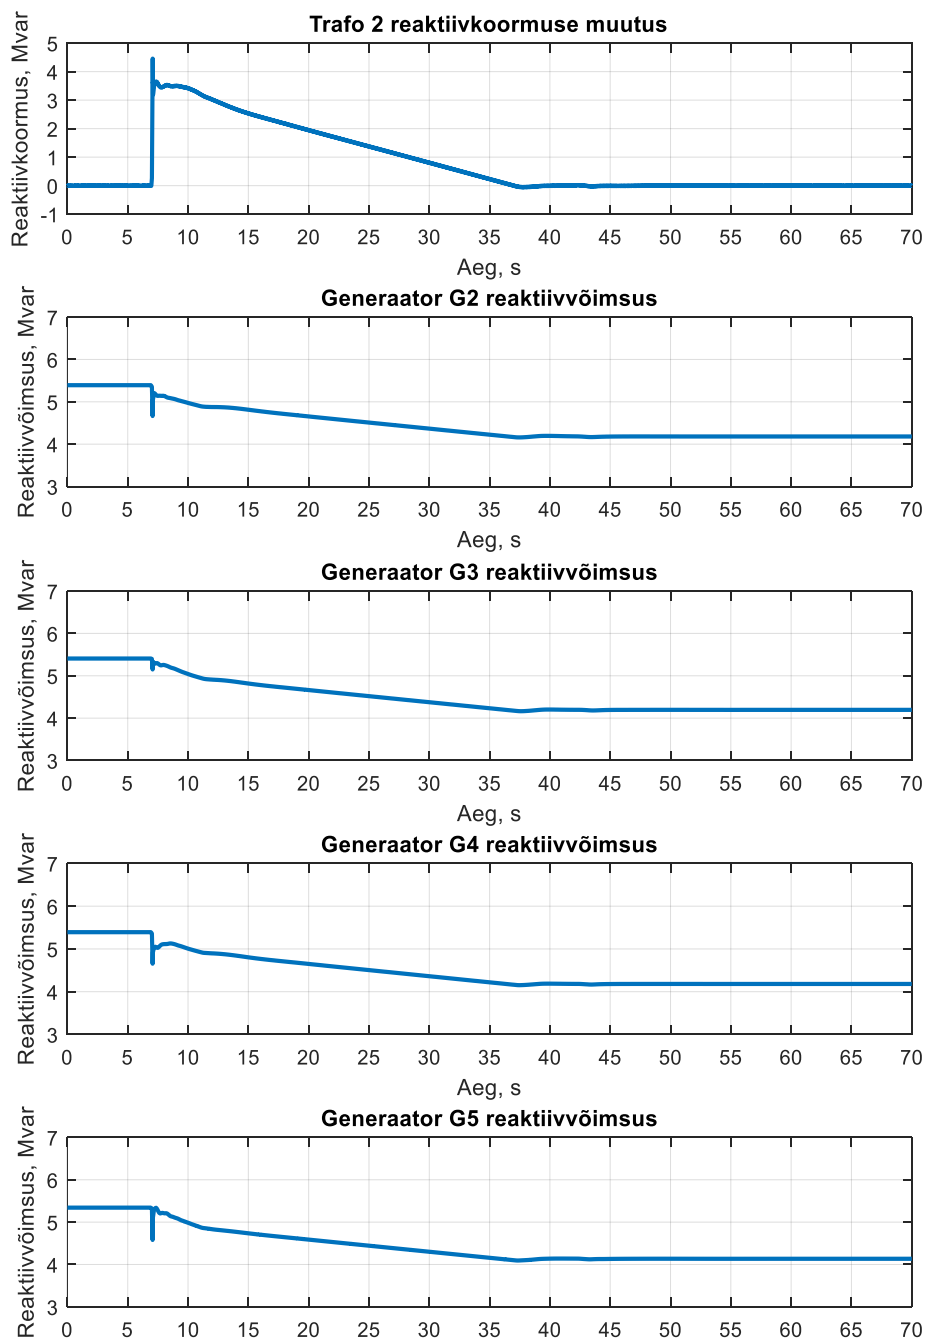 Trafo 2 reaktiivkoormuse muutus
Reaktiivkoormus, Mvar
5
4
3
2
1
0
-1
0 5 10 15 20 25 30 35 40 45 50 55 60 65 70
Aeg, s
Generaator G2 reaktiivvõimsus
Reaktiivvõimsus, Mvar
7
6
5
4
3
0 5 10 15 20 25 30 35 40 45 50 55 60 65 70
Aeg, s
Generaator G3 reaktiivvõimsus
Reaktiivvõimsus, Mvar
7
6
5
4
3
0 5 10 15 20 25 30 35 40 45 50 55 60 65 70
Aeg, s
Generaator G4 reaktiivvõimsus
Reaktiivvõimsus, Mvar
7
6
5
4
3
0 5 10 15 20 25 30 35 40 45 50 55 60 65 70
Aeg, s
Generaator G5 reaktiivvõimsus
Reaktiivvõimsus, Mvar
7
6
5
4
3
0 5 10 15 20 25 30 35 40 45 50 55 60 65 70